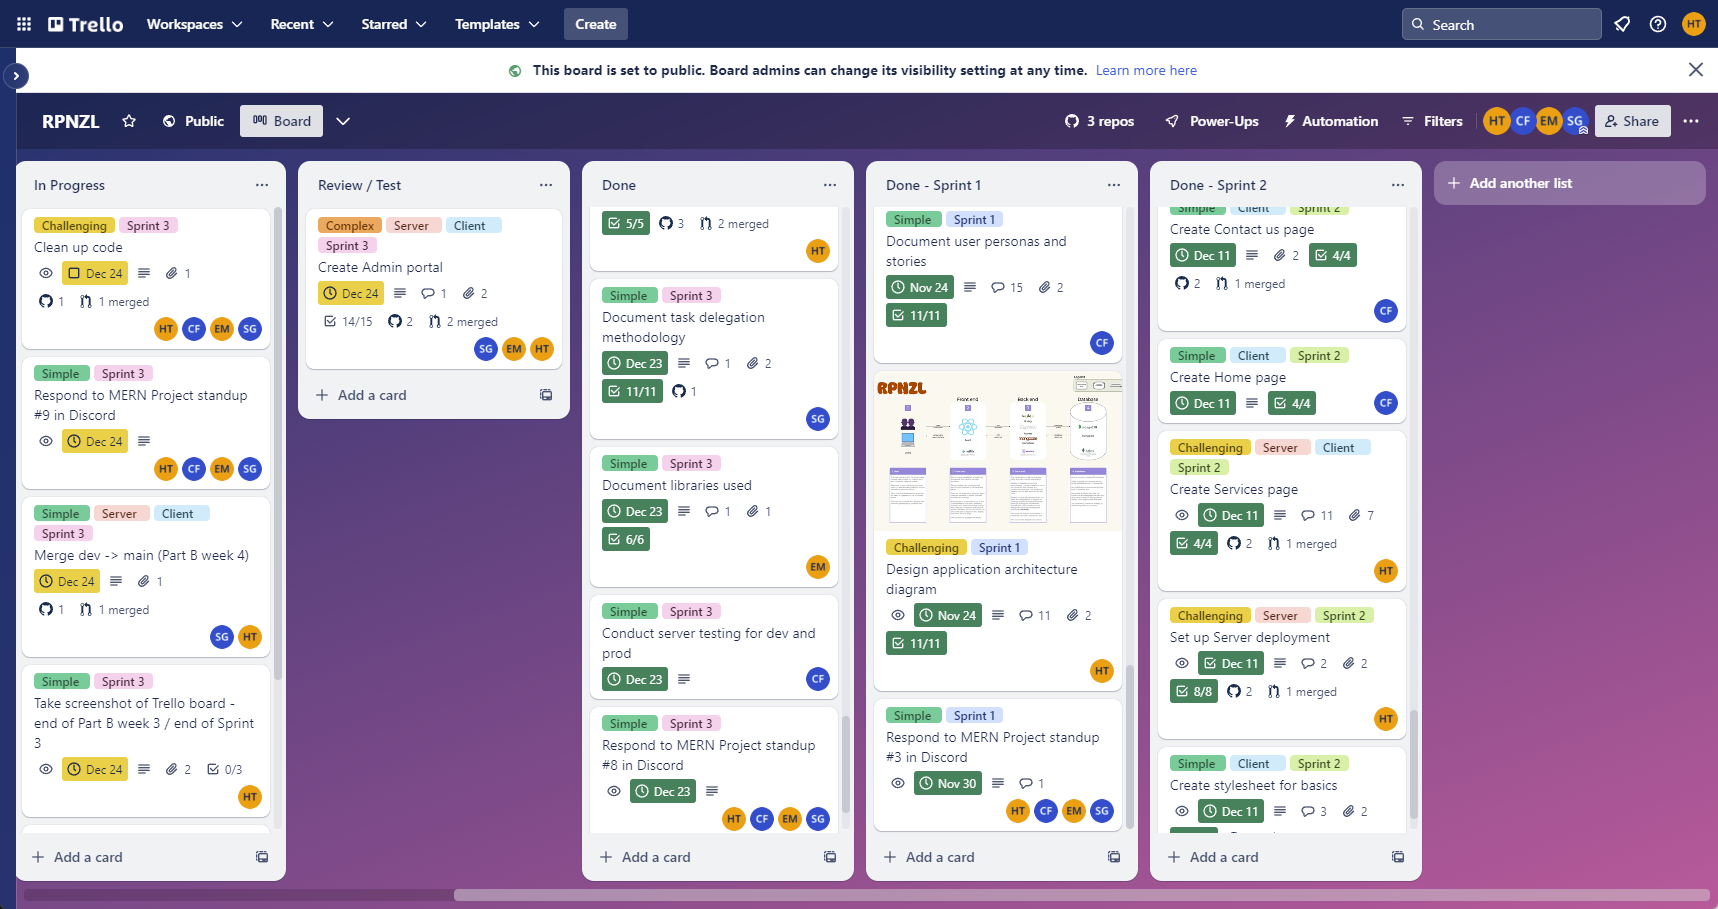 Trello
Workspaces
Recent
Starred
Templates
Create
Search
HT
This board is set to public. Board admins can change its visibility setting at any time. Learn more here
RPNZL
Public
Board
3 repos
Power-Ups
Automation
Filters
HT CF EM SG
Share
In Progress
Challenging Sprint 3
Clean up code
Dec 24 1
1 1 merged
HT CF EM SG
Simple Sprint 3
Respond to MERN Project standup
#9 in Discord
Dec 24
HT CF EM SG
Simple Server Client
Sprint 3
Merge dev -> main (Part B week 4)
Dec 24 1
1 1 merged
SG HT
Simple Sprint 3
Take screenshot of Trello board -
end of Part B week 3 / end of Sprint
3
Dec 24 2 0/3
HT
Add a card
Review / Test
Complex Server Client
Sprint 3
Create Admin portal
Dec 24 1 2
14/15 2 2 merged
SG EM HT
Add a card
Done
5/5 3 2 merged
HT
Simple Sprint 3
Document task delegation
methodology
Dec 23 1 2
11/11 1
SG
Simple Sprint 3
Document libraries used
Dec 23 1 1
6/6
EM
Simple Sprint 3
Conduct server testing for dev and
prod
Dec 23
CF
Simple Sprint 3
Respond to MERN Project standup
#8 in Discord
Dec 23
HT CF EM SG
Add a card
Done - Sprint 1
Simple Sprint 1
Document user personas and
stories
Nov 24 15 2
11/11
CF
RPNZL
Front end
Back end
Database
Challenging Sprint 1
Design application architecture
diagram
Nov 24 11 2
11/11
HT
Simple Sprint 1
Respond to MERN Project standup
#3 in Discord
Nov 30 1
HT CF EM SG
Add a card
Done - Sprint 2
Simple Client Sprint 2
Create Contact us page
Dec 11 2 4/4
2 1 merged
CF
Simple Client Sprint 2
Create Home page
Dec 11 4/4
CF
Challenging Server Client
Sprint 2
Create Services page
Dec 11 11 7
4/4 2 1 merged
HT
Challenging Server Sprint 2
Set up Server deployment
Dec 11 2 2
8/8 2 1 merged
HT
Simple Client Sprint 2
Create stylesheet for basics
Dec 11 3 2
Add a card
Add another list